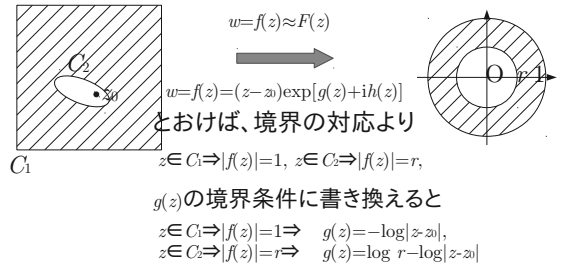 w=f(z)≈F(z)
C₂
z₀
O r 1
w=f(z)=(z−z₀)exp[g(z)+ih(z)]
とおけば、境界の対応より
C₁
z∈C₁⇒|f(z)|=1, z∈C₂⇒|f(z)|=r,
g(z)の境界条件に書き換えると
z∈C₁⇒|f(z)|=1⇒ g(z)=−log|z-z₀|,
z∈C₂⇒|f(z)|=r⇒ g(z)=log r−log|z-z₀|